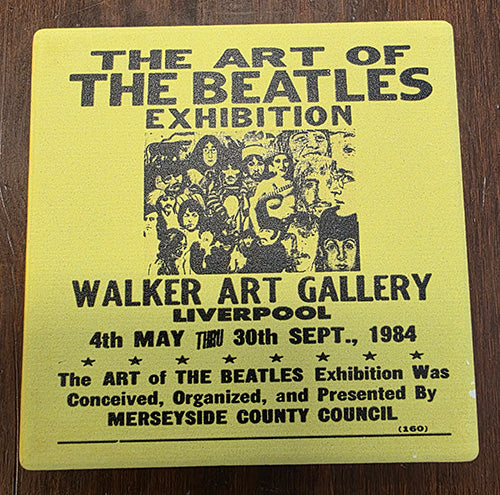 THE ART OF
THE BEATLES
EXHIBITION
WALKER ART GALLERY
LIVERPOOL
4th MAY THRU 30th SEPT., 1984
The ART of THE BEATLES Exhibition Was
Conceived, Organized, and Presented By
MERSEYSIDE COUNTY COUNCIL
(160)